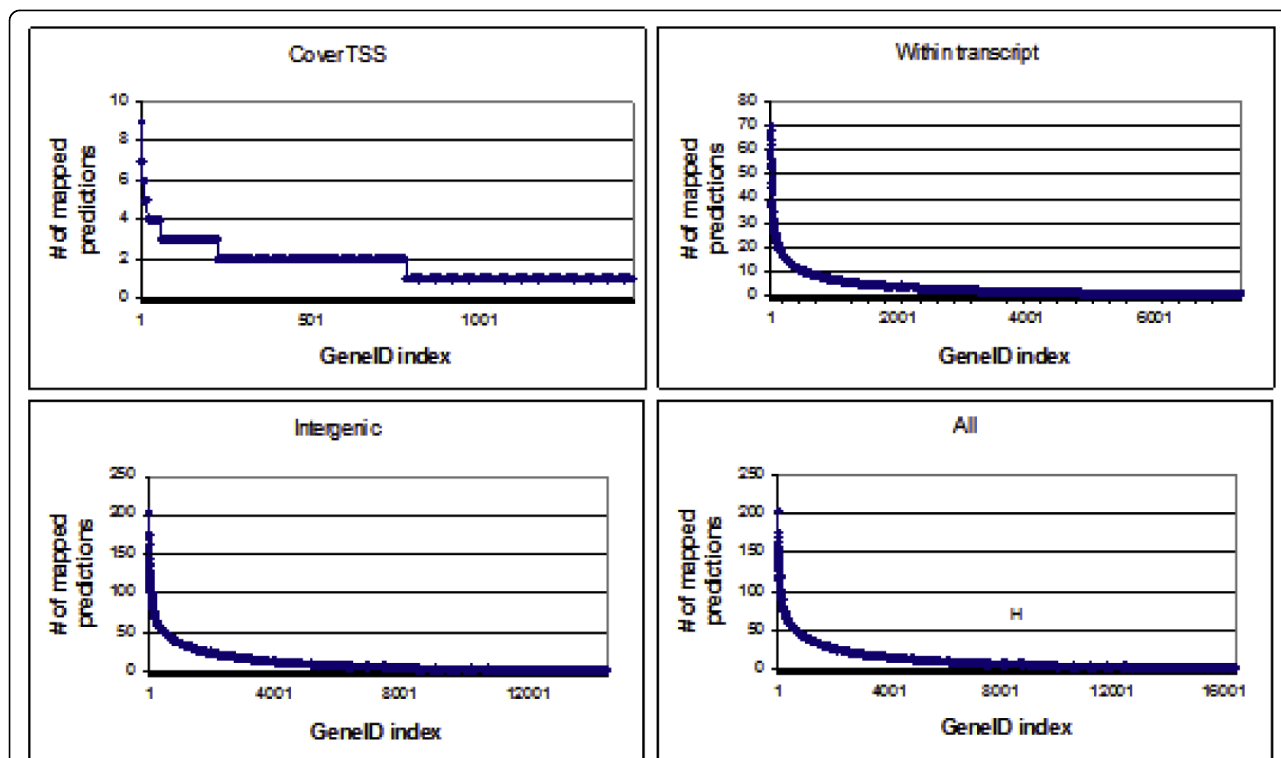 Cover TSS
# of mapped
predictions
10
8
6
4
2
0
1
501
1001
GeneID index
Within transcript
# of mapped
predictions
80
70
60
50
40
30
20
10
0
1
2001
4001
6001
GeneID index
Intergenic
# of mapped
predictions
250
200
150
100
50
0
1
4001
8001
12001
GeneID index
All
# of mapped
predictions
250
200
150
100
50
0
H
1
4001
8001
12001
16001
GeneID index